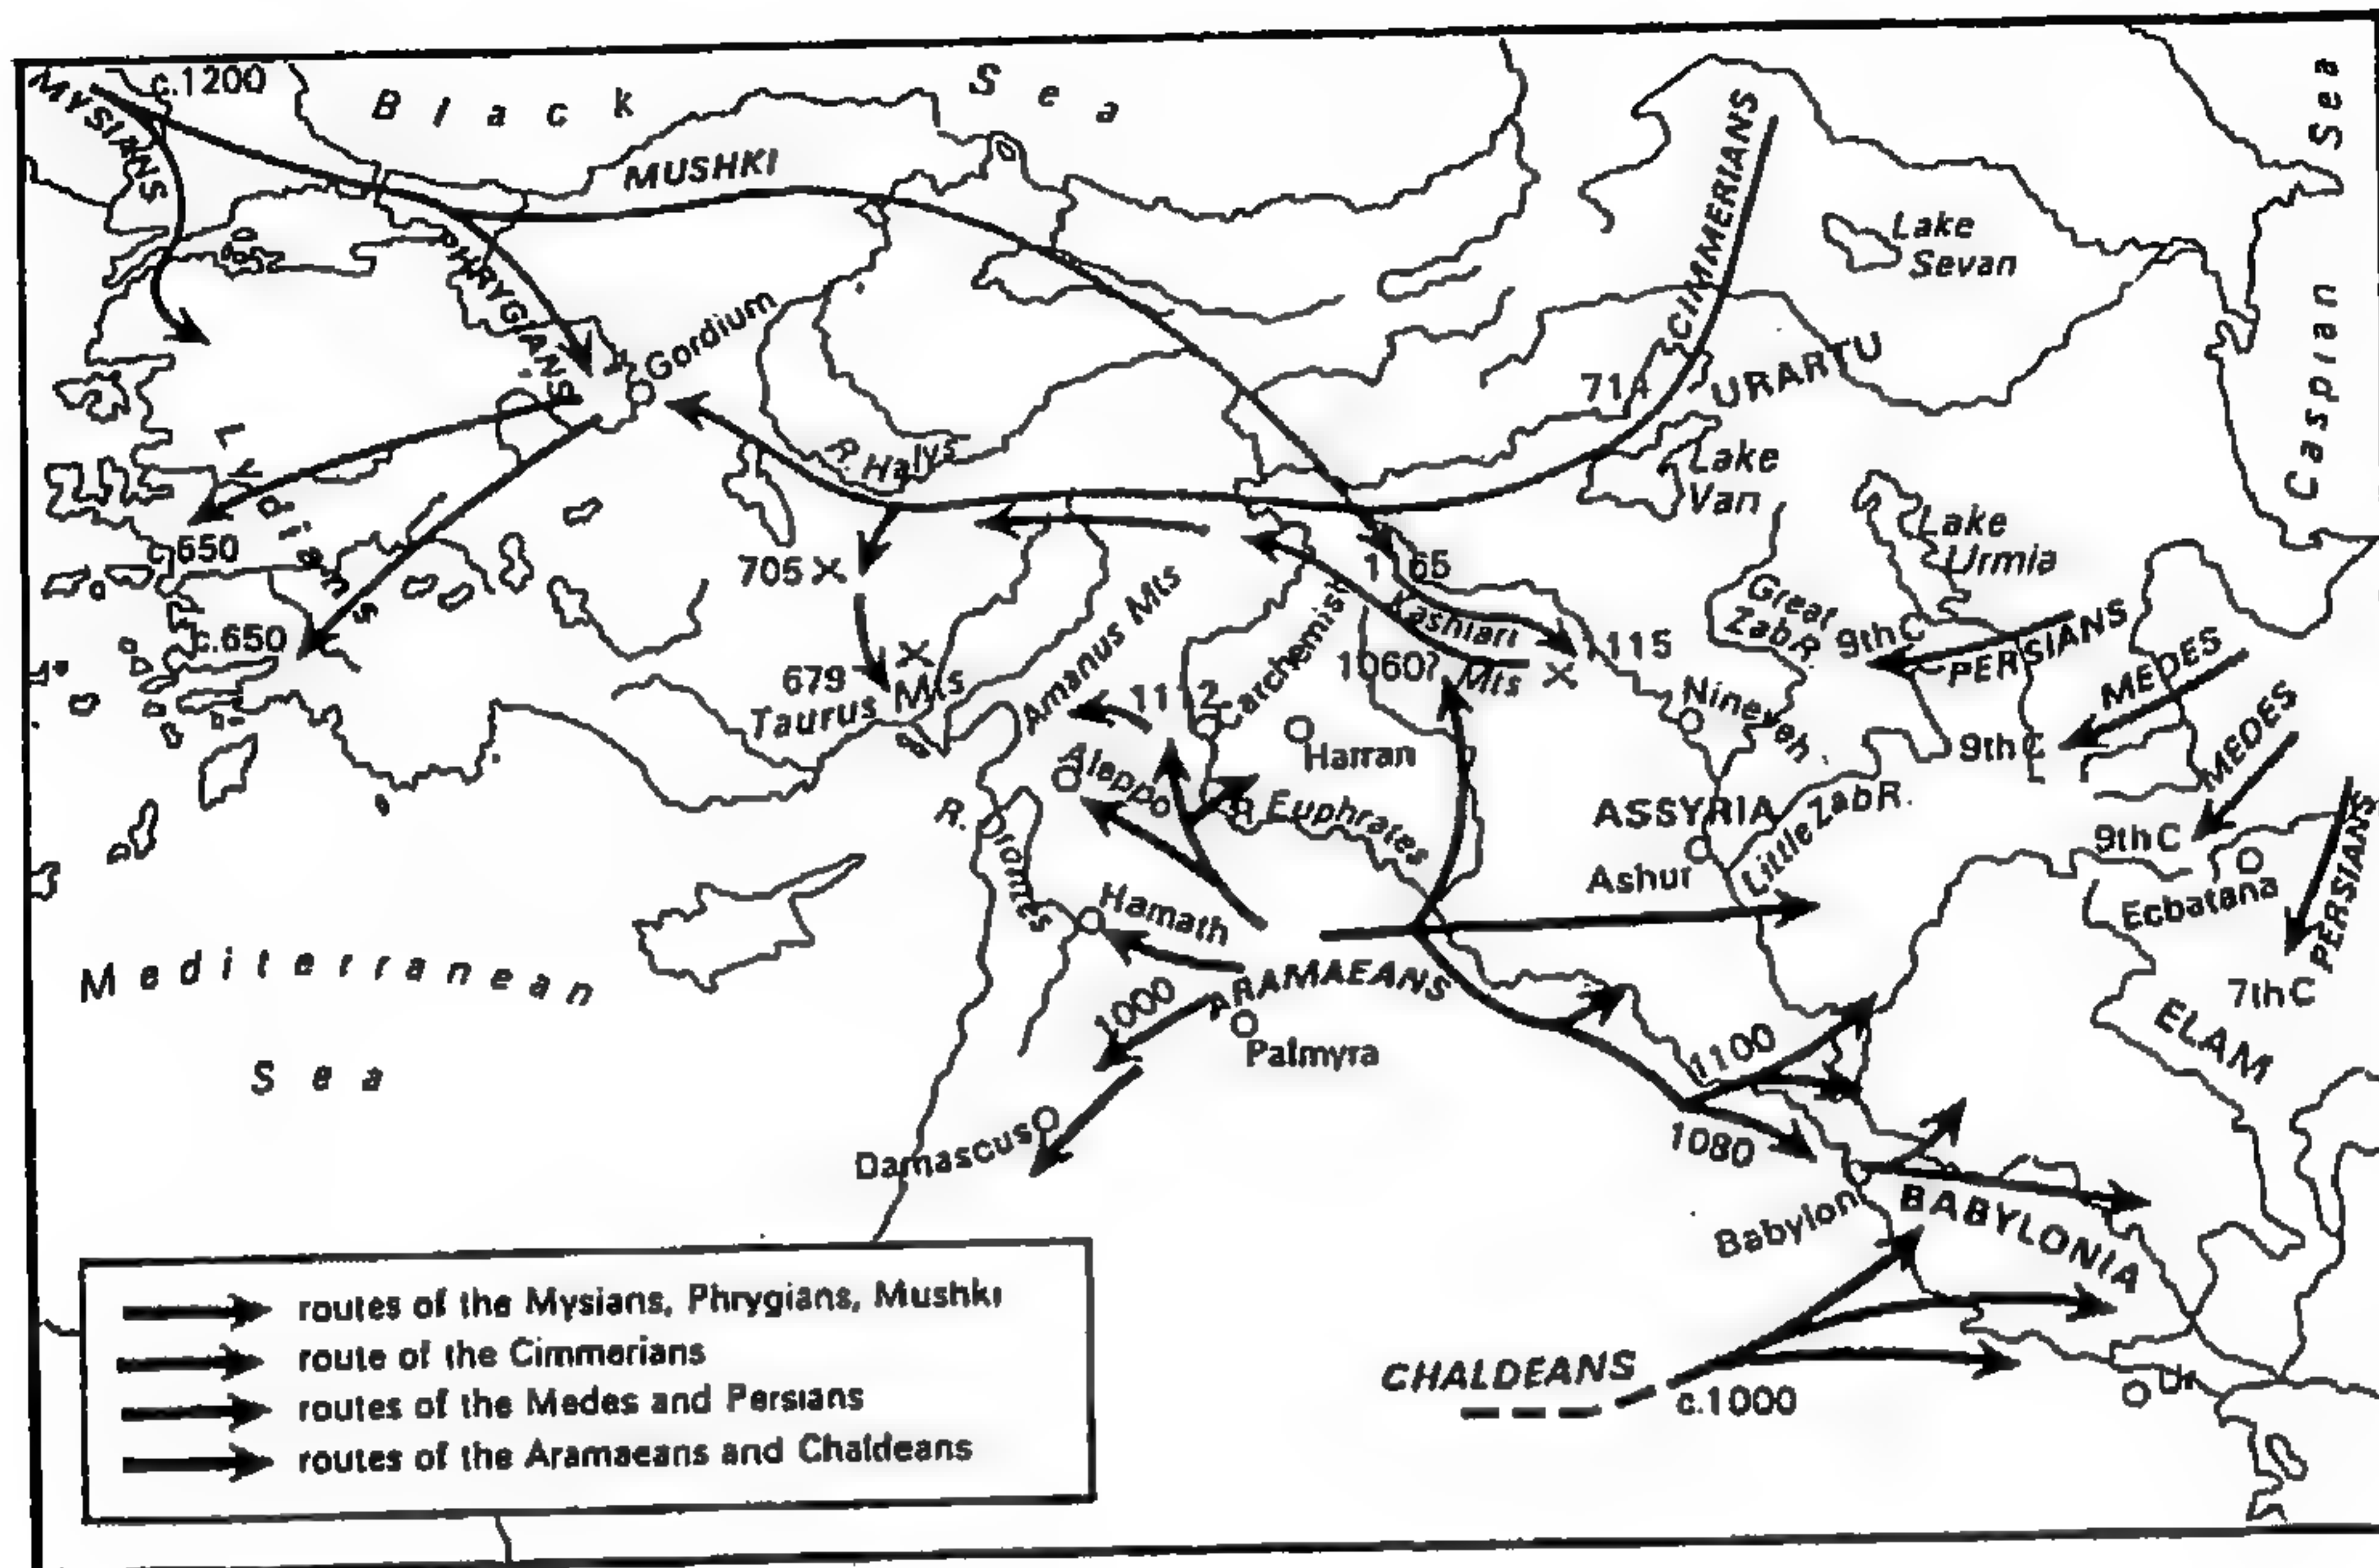 MYSIANS
c.1200
Black Sea
MUSHKI
PHRYGIANS
Gordium
CIMMERIANS
Lake
Sevan
Caspian Sea
714
URARTU
R. Halys
Lake
Van
Lake
Urmia
Lydians
c.650
c.650
705
679
Taurus Mts
Amanus Mts
1165
Kashiari
Mts
1060?
1115
Great
Zab R.
9th C
PERSIANS
MEDES
9th C
MEDES
9th C
Ecbatana
PERSIANS
7th C
1112
Carchemish
Harran
Nineveh
Aleppo
R. Euphrates
R. Orontes
ASSYRIA
Little Zab R.
Ashur
Hamath
ARAMAEANS
1000
Palmyra
Mediterranean
Sea
Damascus
1100
1080
ELAM
Babylon
BABYLONIA
CHALDEANS
c.1000
Ur
routes of the Mysians, Phrygians, Mushki
route of the Cimmerians
routes of the Medes and Persians
routes of the Aramaeans and Chaldeans